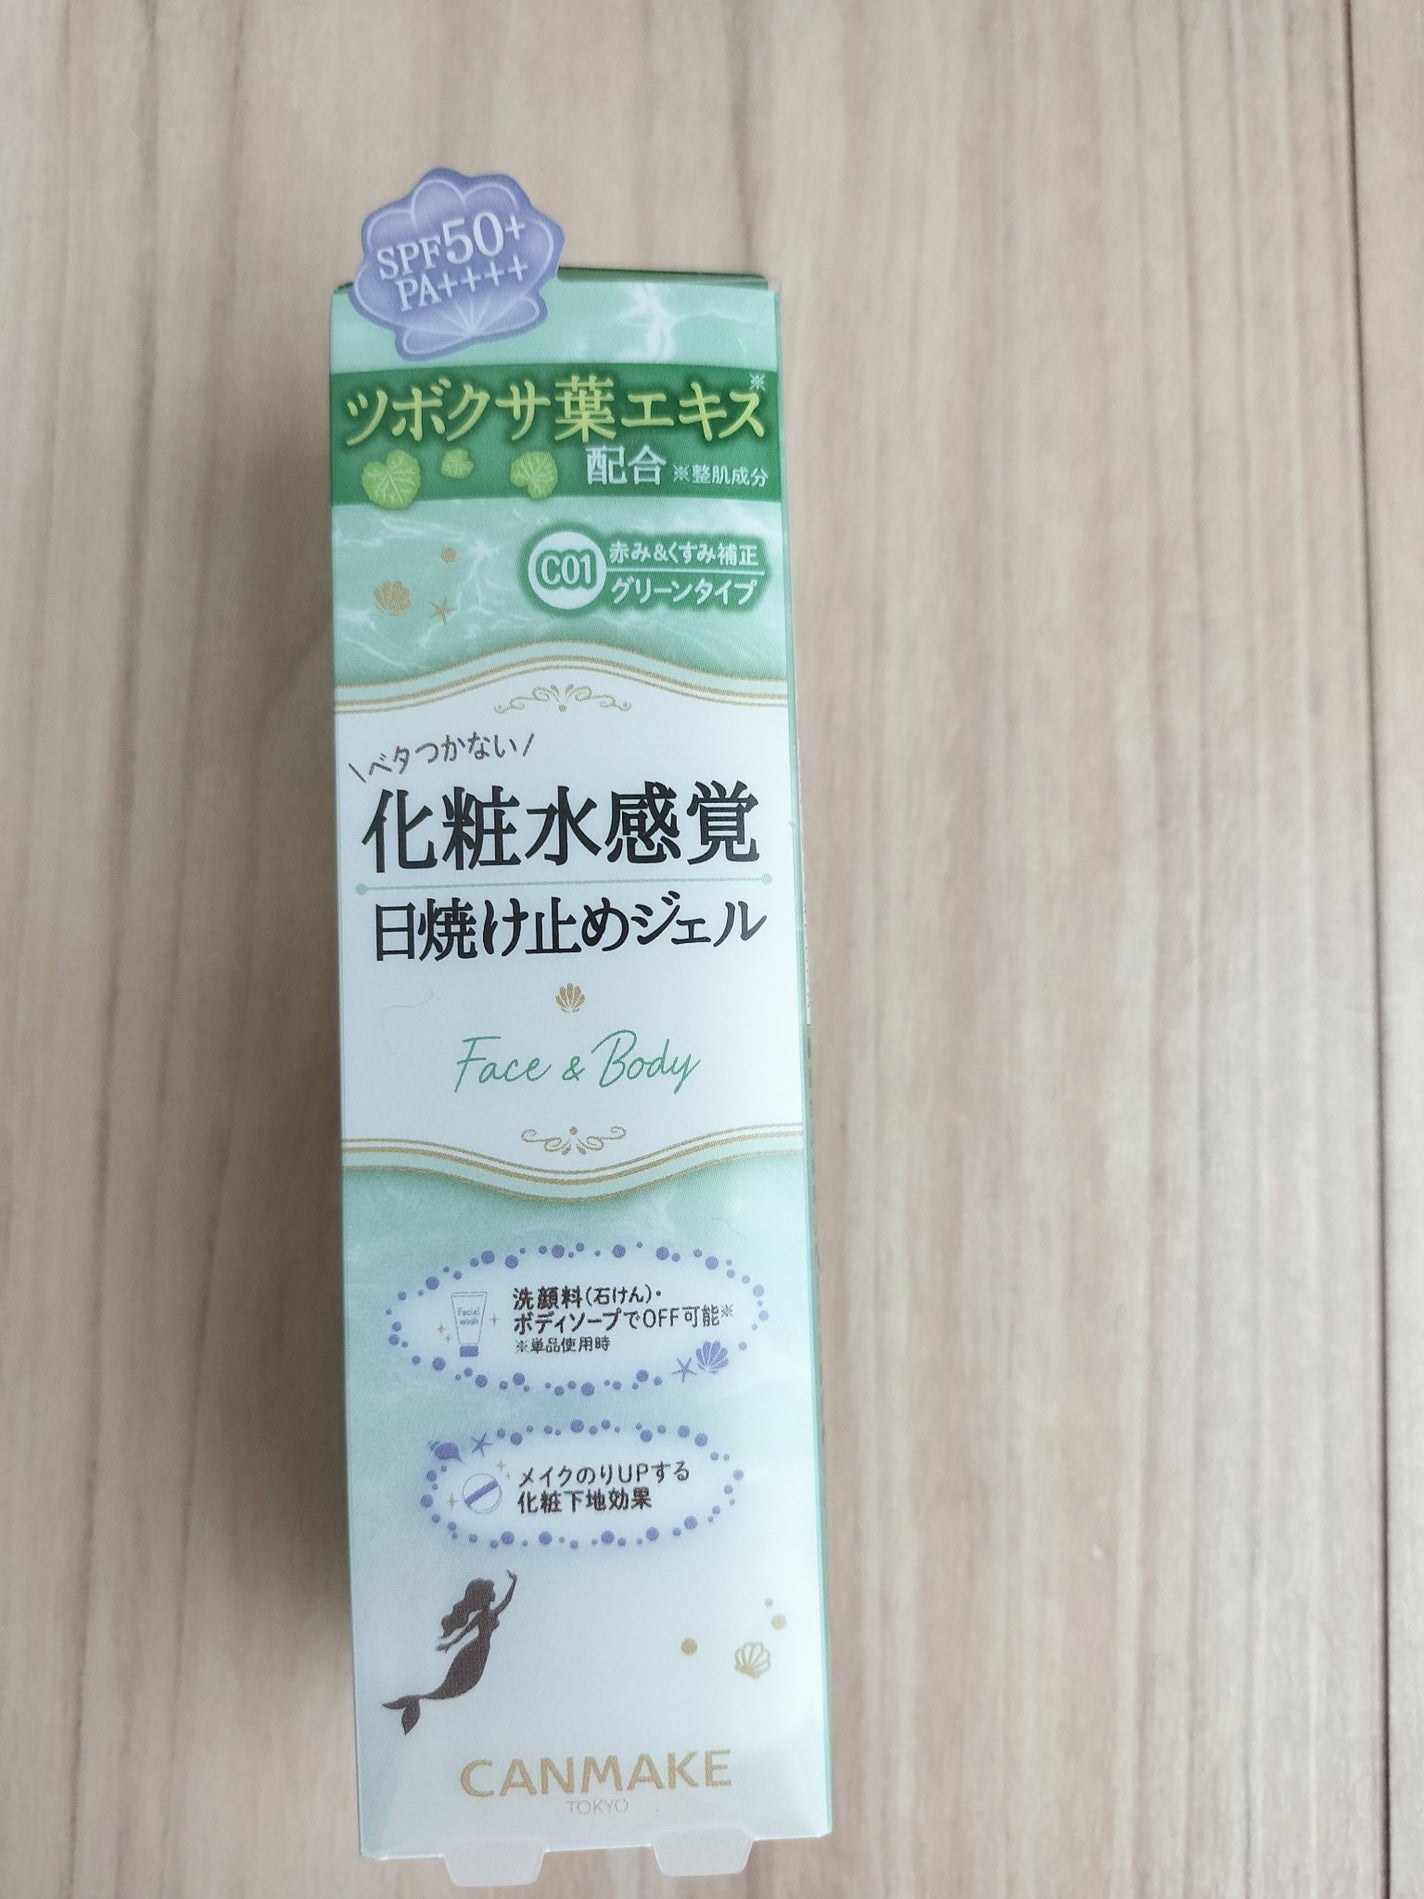 SPF50+
PA++++
ツボクサ葉エキス※
配合 ※整肌成分
C01 赤み&くすみ補正
グリーンタイプ
\ベタつかない/
化粧水感覚
日焼け止めジェル
Face & Body
Facial
wash
洗顔料(石けん)・
ボディソープでOFF可能※
※単品使用時
メイクのりUPする
化粧下地効果
CANMAKE
TOKYO